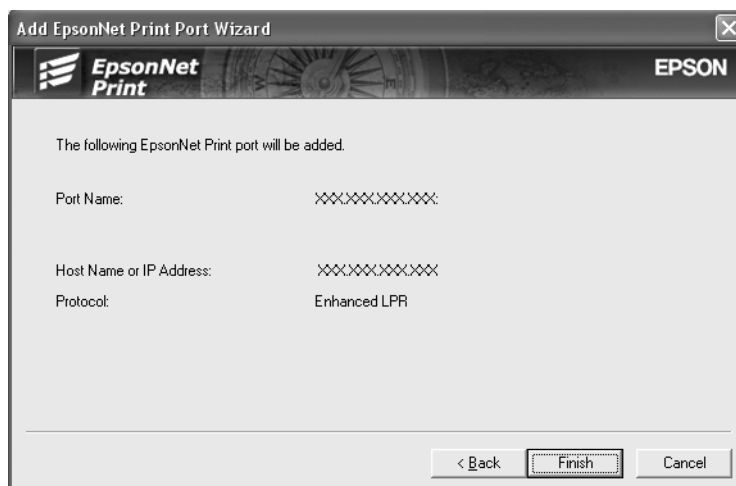 Add EpsonNet Print Port Wizard
EpsonNet
Print
EPSON
The following EpsonNet Print port will be added.
Port Name: XXX.XXX.XXX.XXX:
Host Name or IP Address: XXX.XXX.XXX.XXX
Protocol: Enhanced LPR
< Back Finish Cancel